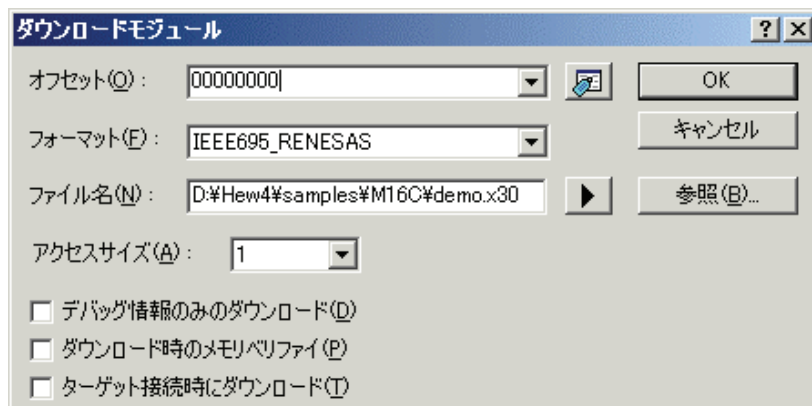 ダウンロードモジュール
オフセット(O):
00000000
OK
フォーマット(F):
IEEE695_RENESAS
キャンセル
ファイル名(N):
D:¥Hew4¥samples¥M16C¥demo.x30
参照(B)...
アクセスサイズ(A):
1
デバッグ情報のみのダウンロード(D)
ダウンロード時のメモリベリファイ(P)
ターゲット接続時にダウンロード(T)